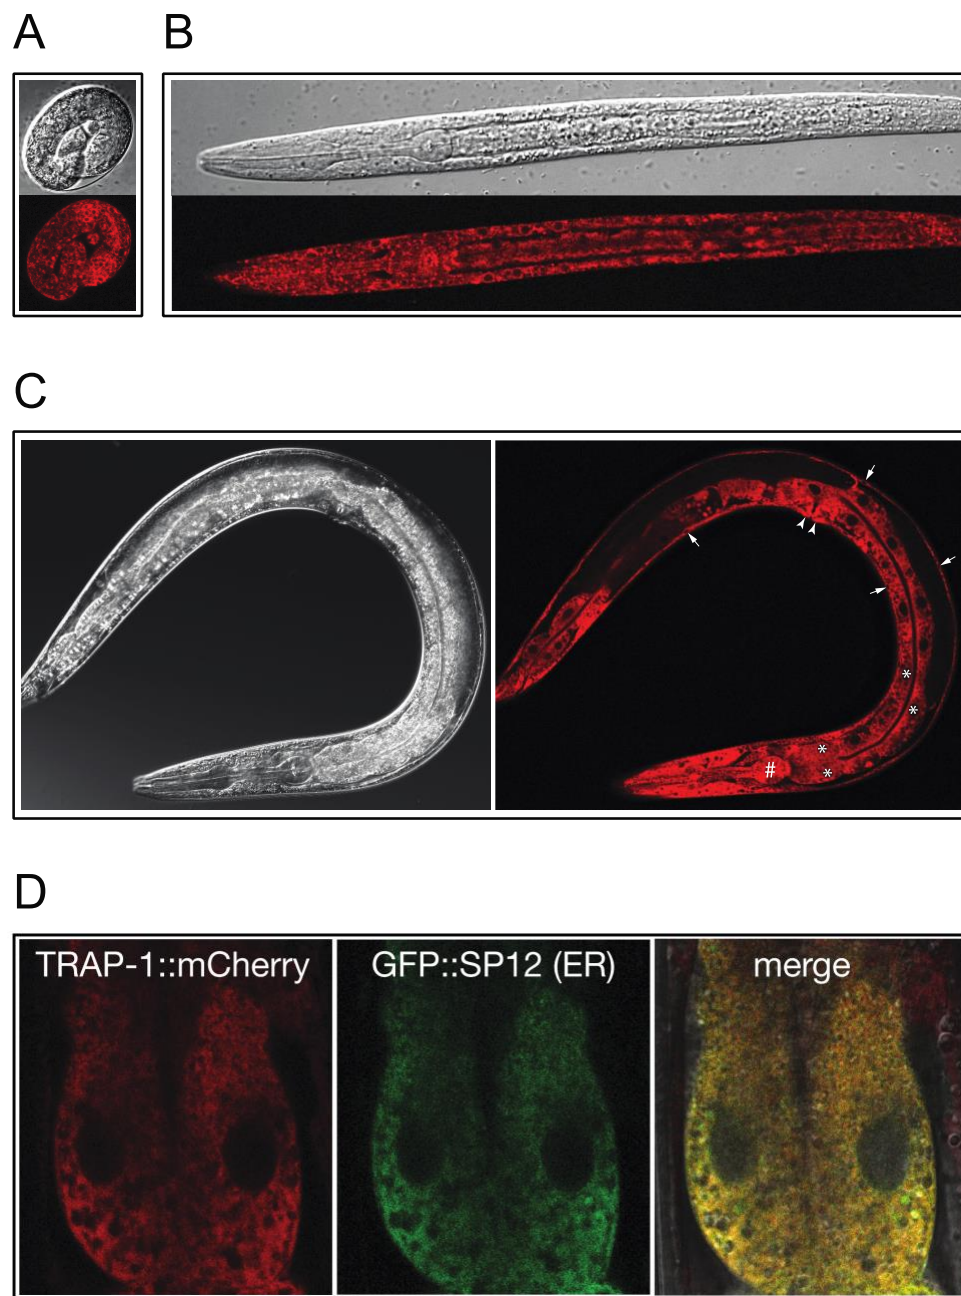 A
B
C
*
*
*
#
*
D
TRAP-1::mCherry
GFP::SP12 (ER)
merge